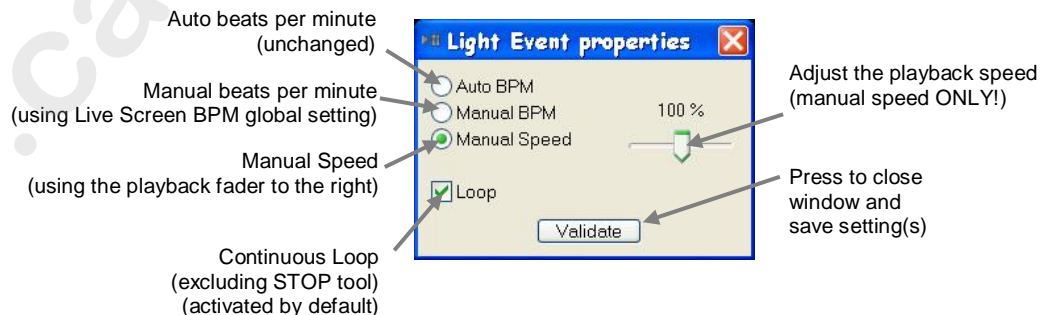 Auto beats per minute
(unchanged)
Manual beats per minute
(using Live Screen BPM global setting)
Manual Speed
(using the playback fader to the right)
Continuous Loop
(excluding STOP tool)
(activated by default)
Light Event properties
Auto BPM
Manual BPM
100 %
Manual Speed
Loop
Validate
Adjust the playback speed
(manual speed ONLY!)
Press to close
window and
save setting(s)